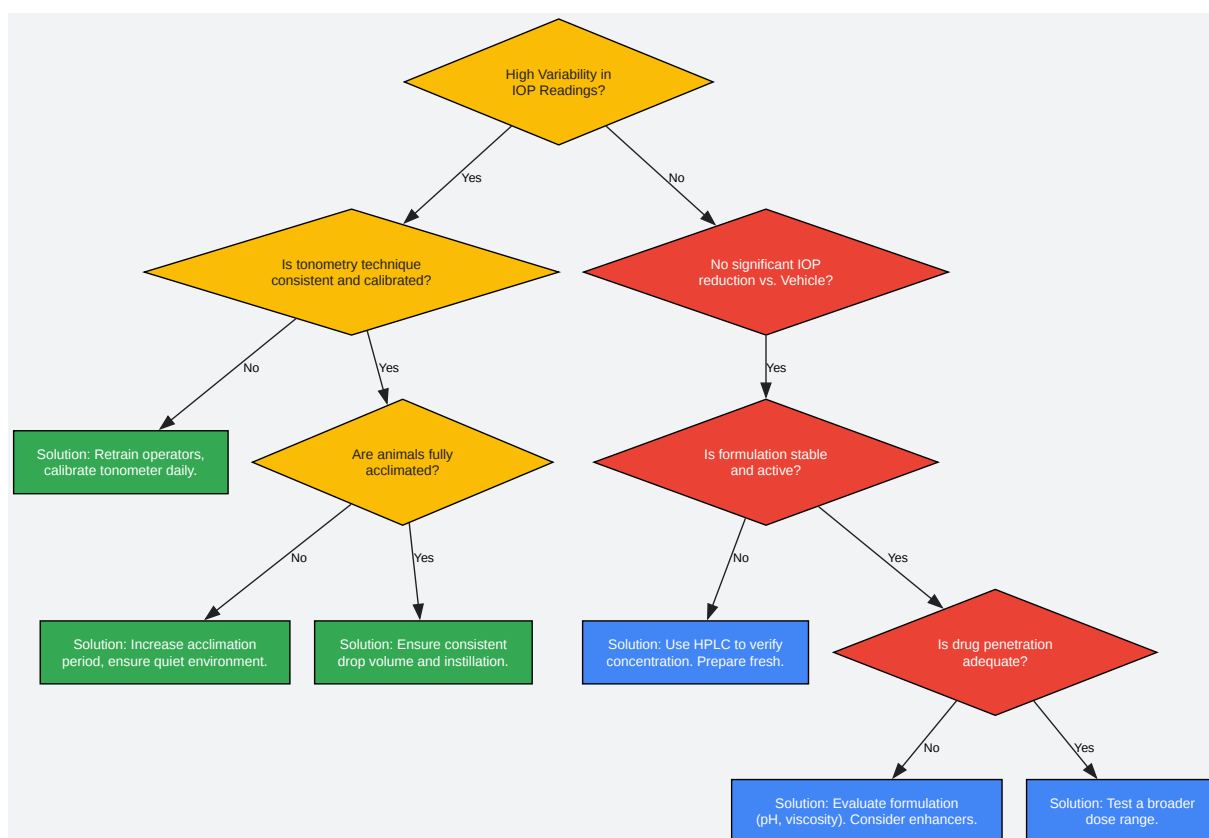 High Variability in
IOP Readings?
Yes
No
Is tonometry technique
consistent and calibrated?
No significant IOP
reduction vs. Vehicle?
No
Yes
Yes
Solution: Retrain operators,
calibrate tonometer daily.
Are animals fully
acclimated?
Is formulation stable
and active?
No
Yes
No
Yes
Solution: Increase acclimation
period, ensure quiet environment.
Solution: Ensure consistent
drop volume and instillation.
Solution: Use HPLC to verify
concentration. Prepare fresh.
Is drug penetration
adequate?
No
Yes
Solution: Evaluate formulation
(pH, viscosity). Consider enhancers.
Solution: Test a broader
dose range.